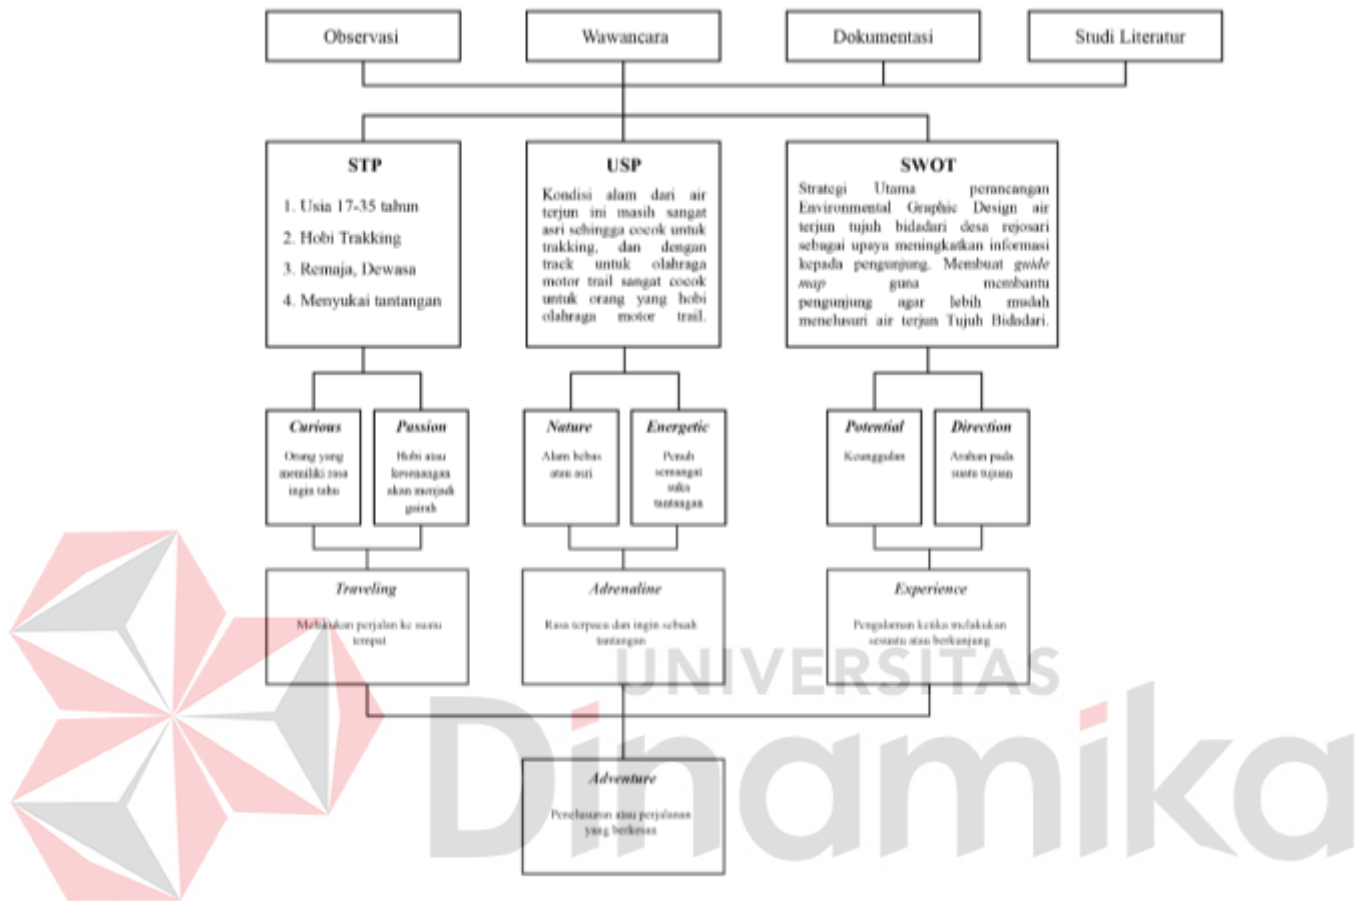 Observasi
Wawancara
Dokumentasi
Studi Literatur
STP
1. Usia 17-35 tahun
2. Hobi Trakking
3. Remaja, Dewasa
4. Menyukai tantangan
USP
Kondisi alam dari air
terjun ini masih sangat
asri sehingga cocok untuk
trakking, dan dengan
track untuk olahraga
motor trail sangat cocok
untuk orang yang hobi
olahraga motor trail.
SWOT
Strategi Utama perancangan
Environmental Graphic Design air
terjun tujuh bidadari desa rejosari
sebagai upaya meningkatkan informasi
kepada pengunjung. Membuat guide
map guna membantu
pengunjung agar lebih mudah
menelusuri air terjun Tujuh Bidadari.
Curious
Orang yang
memiliki rasa
ingin tahu
Passion
Hobi atau
kesenangan
akan menjadi
gairah
Nature
Alam bebas
atau asri
Energetic
Penuh
semangat
suka
tantangan
Potential
Keunggulan
Direction
Arahan pada
suatu tujuan
Traveling
Melakukan perjalan ke suatu
tempat
Adrenaline
Rasa terpacu dan ingin sebuah
tantangan
Experience
Pengalaman ketika melakukan
sesuatu atau berkunjung
Adventure
Penelusuran atau perjalanan
yang berkesan
UNIVERSITAS
Dinamika